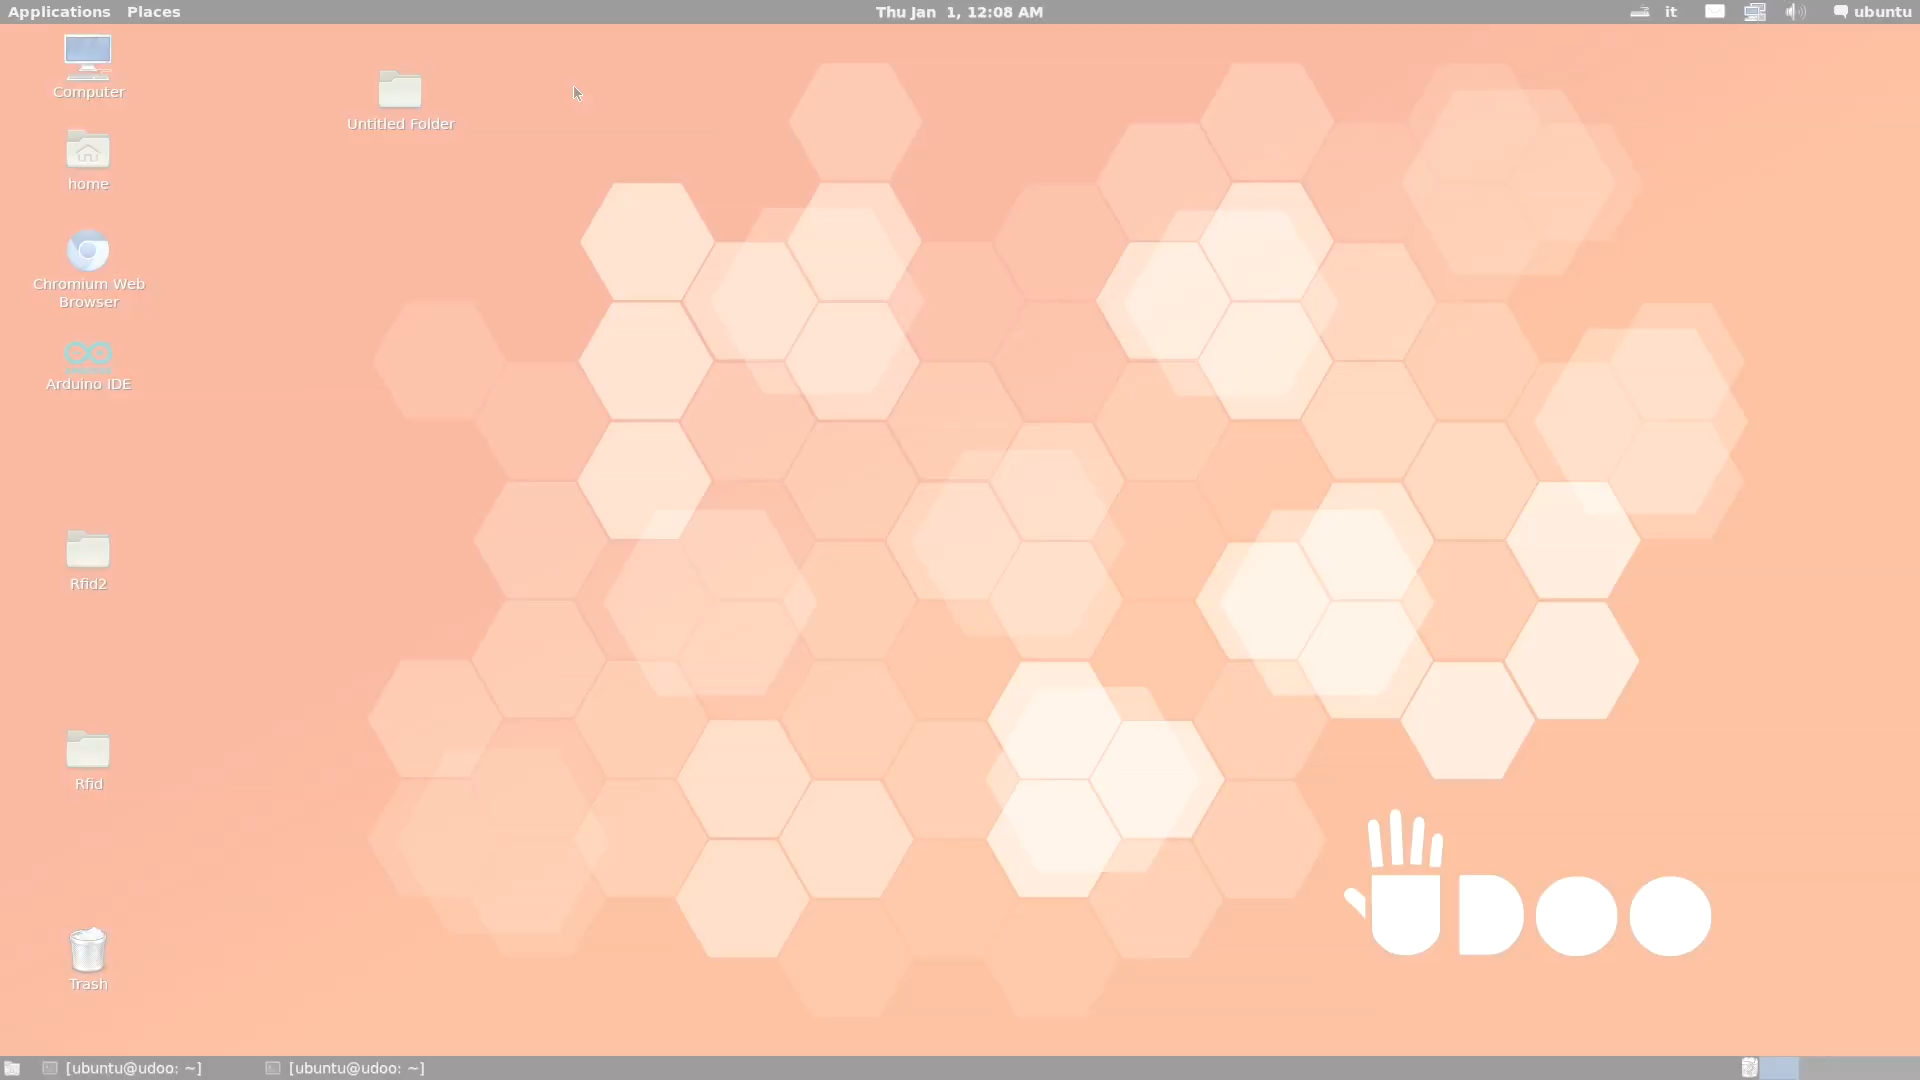 Applications Places
Thu Jan 1, 12:08 AM
it
ubuntu
Computer
Untitled Folder
home
Chromium Web
Browser
Arduino IDE
Rfid2
Rfid
Trash
UDOO
[ubuntu@udoo: ~]
[ubuntu@udoo: ~]